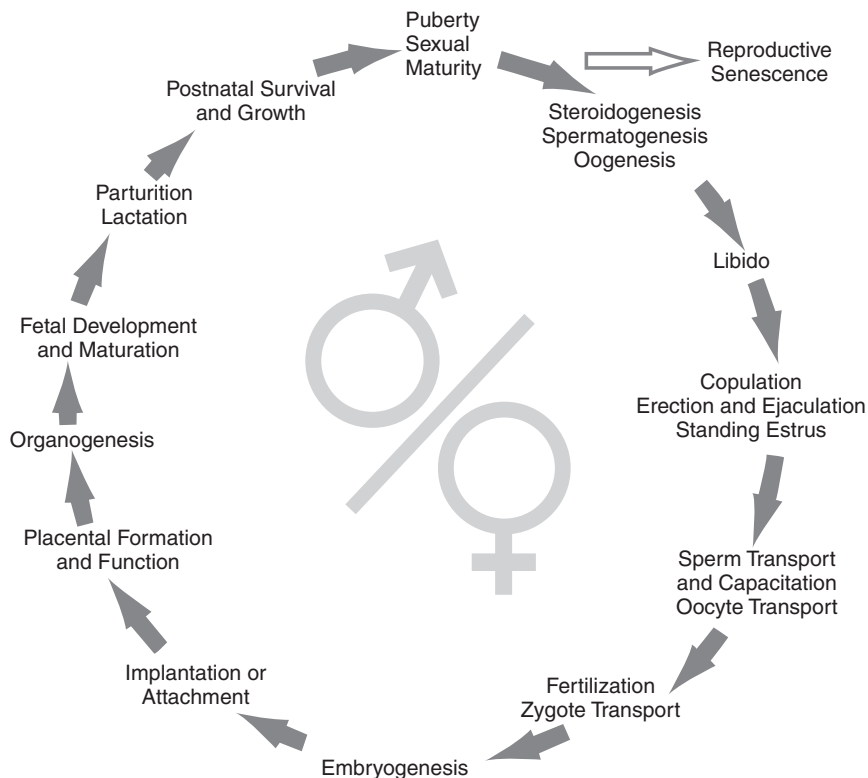 Puberty
Sexual
Maturity
Reproductive
Senescence
Steroidogenesis
Spermatogenesis
Oogenesis
Libido
Copulation
Erection and Ejaculation
Standing Estrus
Sperm Transport
and Capacitation
Oocyte Transport
Fertilization
Zygote Transport
Embryogenesis
Implantation or
Attachment
Placental Formation
and Function
Organogenesis
Fetal Development
and Maturation
Parturition
Lactation
Postnatal Survival
and Growth